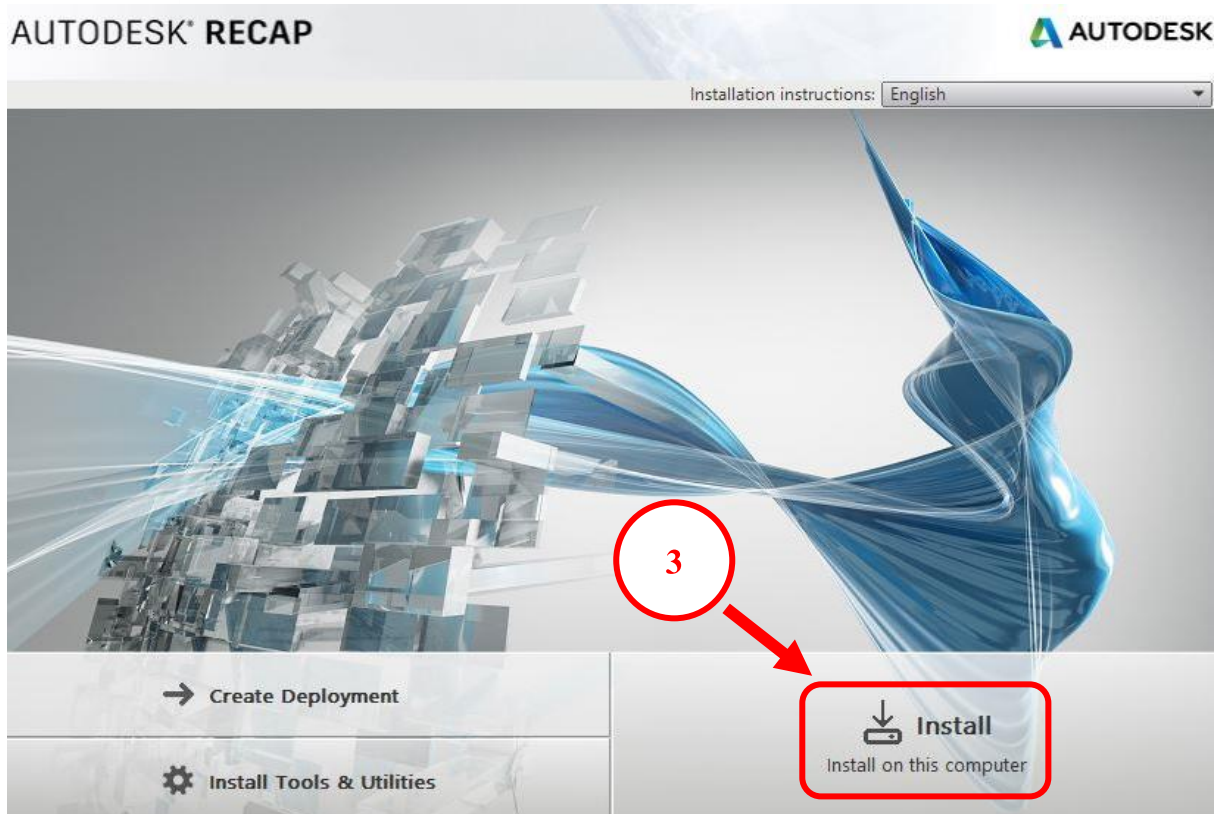 AUTODESK® RECAP
AUTODESK
Installation instructions: English
3
Create Deployment
Install
Install on this computer
Install Tools & Utilities